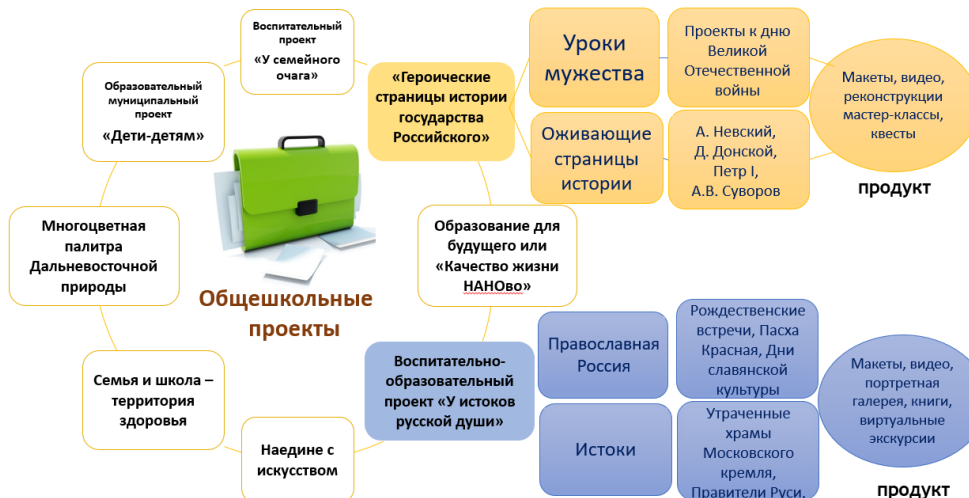 Воспитательный
проект
«У семейного
очага»
Образовательный
муниципальный
проект
«Дети-детям»
Многоцветная
палитра
Дальневосточной
природы
Семья и школа –
территория
здоровья
Наедине с
искусством
Общешкольные
проекты
«Героические
страницы истории
государства
Российского»
Образование для
будущего или
«Качество жизни
НАНОво»
Воспитательно-
образовательный
проект «У истоков
русской души»
Уроки
мужества
Проекты к дню
Великой
Отечественной
войны
Оживающие
страницы
истории
А. Невский,
Д. Донской,
Петр I,
А.В. Суворов
Макеты, видео,
реконструкции
мастер-классы,
квесты
продукт
Православная
Россия
Рождественские
встречи, Пасха
Красная, Дни
славянской
культуры
Истоки
Утраченные
храмы
Московского
кремля,
Правители Руси,
Макеты, видео,
портретная
галерея, книги,
виртуальные
экскурсии
продукт